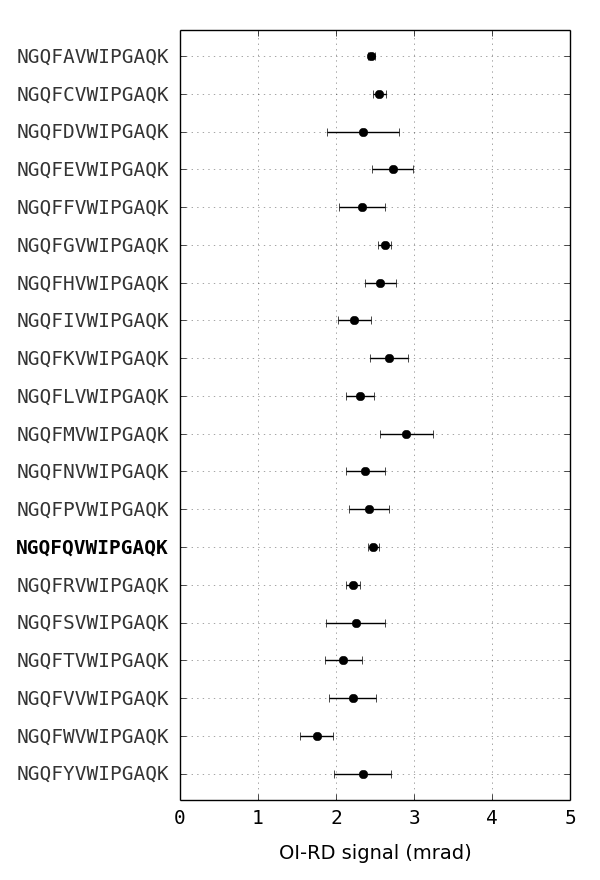 NGQFAVWIPGAQK
NGQFCVWIPGAQK
NGQFDVWIPGAQK
NGQFEVWIPGAQK
NGQFFVWIPGAQK
NGQFGVWIPGAQK
NGQFHVWIPGAQK
NGQFIVWIPGAQK
NGQFKVWIPGAQK
NGQFLVWIPGAQK
NGQFMVWIPGAQK
NGQFNVWIPGAQK
NGQFPVWIPGAQK
NGQFQVWIPGAQK
NGQFRVWIPGAQK
NGQFSVWIPGAQK
NGQFTVWIPGAQK
NGQFVVWIPGAQK
NGQFWVWIPGAQK
NGQFYVWIPGAQK
0 1 2 3 4 5
OI-RD signal (mrad)